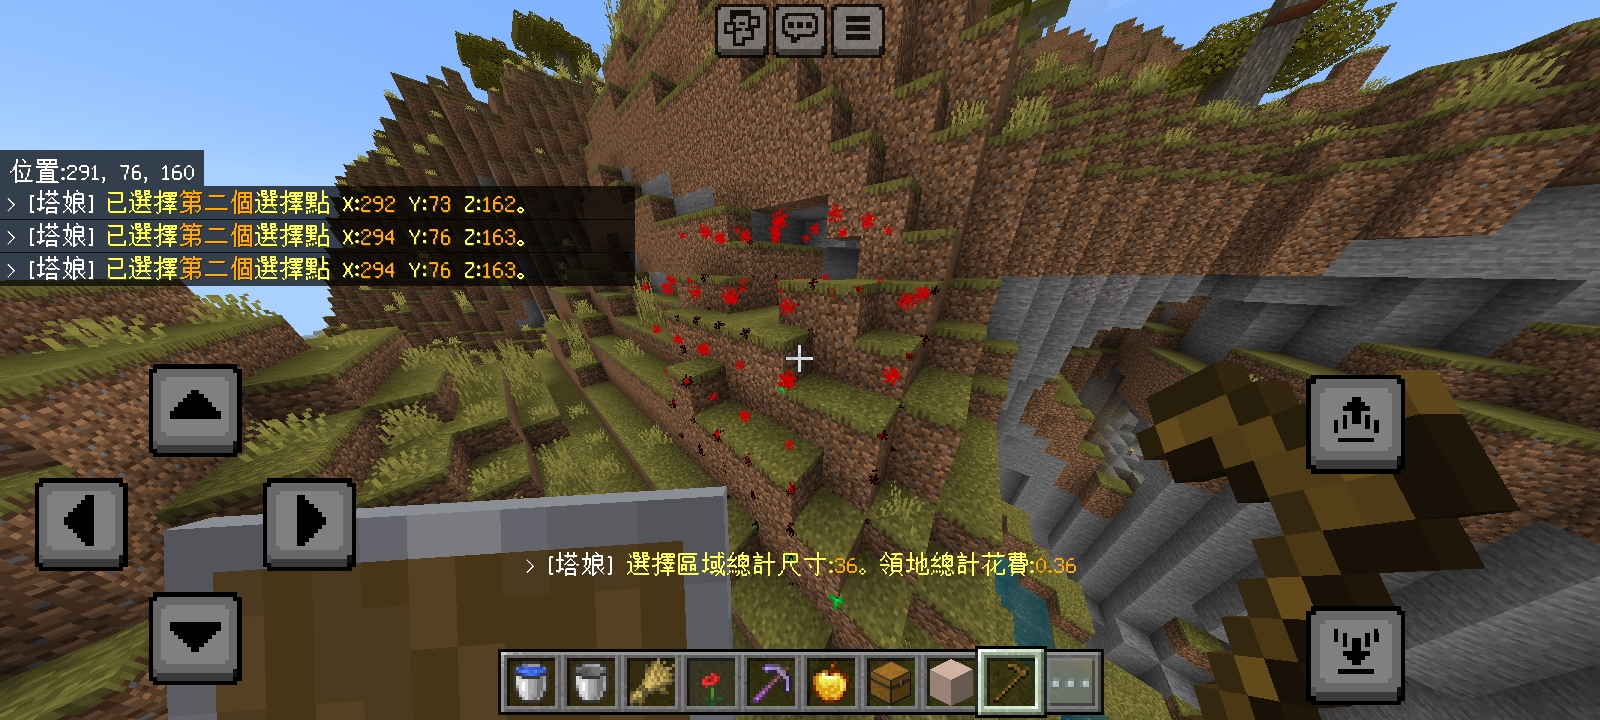 位置:291, 76, 160
> [塔娘] 已選擇第二個選擇點 X:292 Y:73 Z:162。
> [塔娘] 已選擇第二個選擇點 X:294 Y:76 Z:163。
> [塔娘] 已選擇第二個選擇點 X:294 Y:76 Z:163。
> [塔娘] 選擇區域總計尺寸:36。領地總計花費:0.36